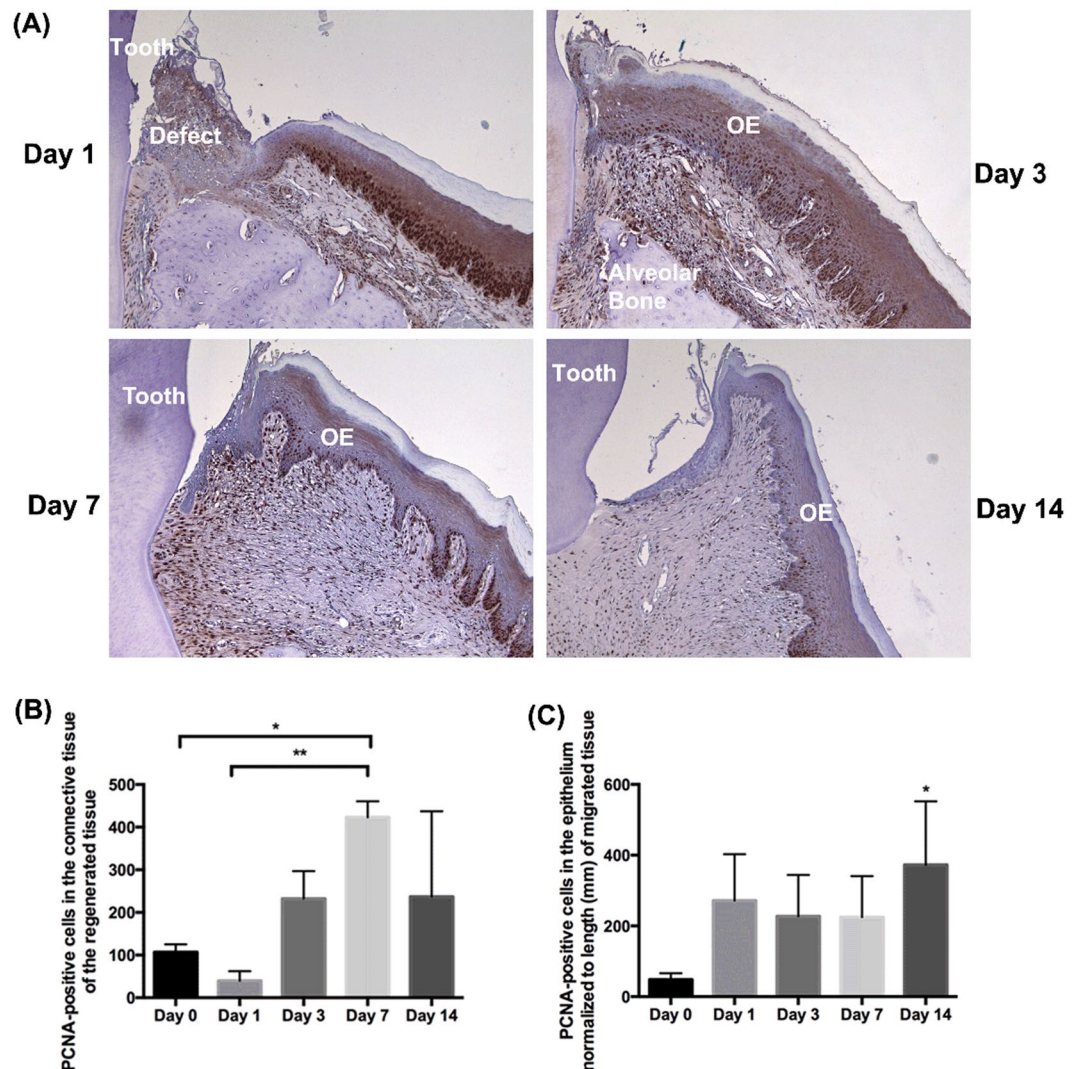 (A)
Tooth
Defect
Day 1
OE
Alveolar
Bone
Day 3
Tooth
OE
Day 7
Tooth
OE
Day 14
(B)
PCNA-positive cells in the connective tissue
of the regenerated tissue
*
**
500
400
300
200
100
0
Day 0 Day 1 Day 3 Day 7 Day 14
(C)
PCNA-positive cells in the epithelium
normalized to length (mm) of migrated tissue
*
600
400
200
0
Day 0 Day 1 Day 3 Day 7 Day 14